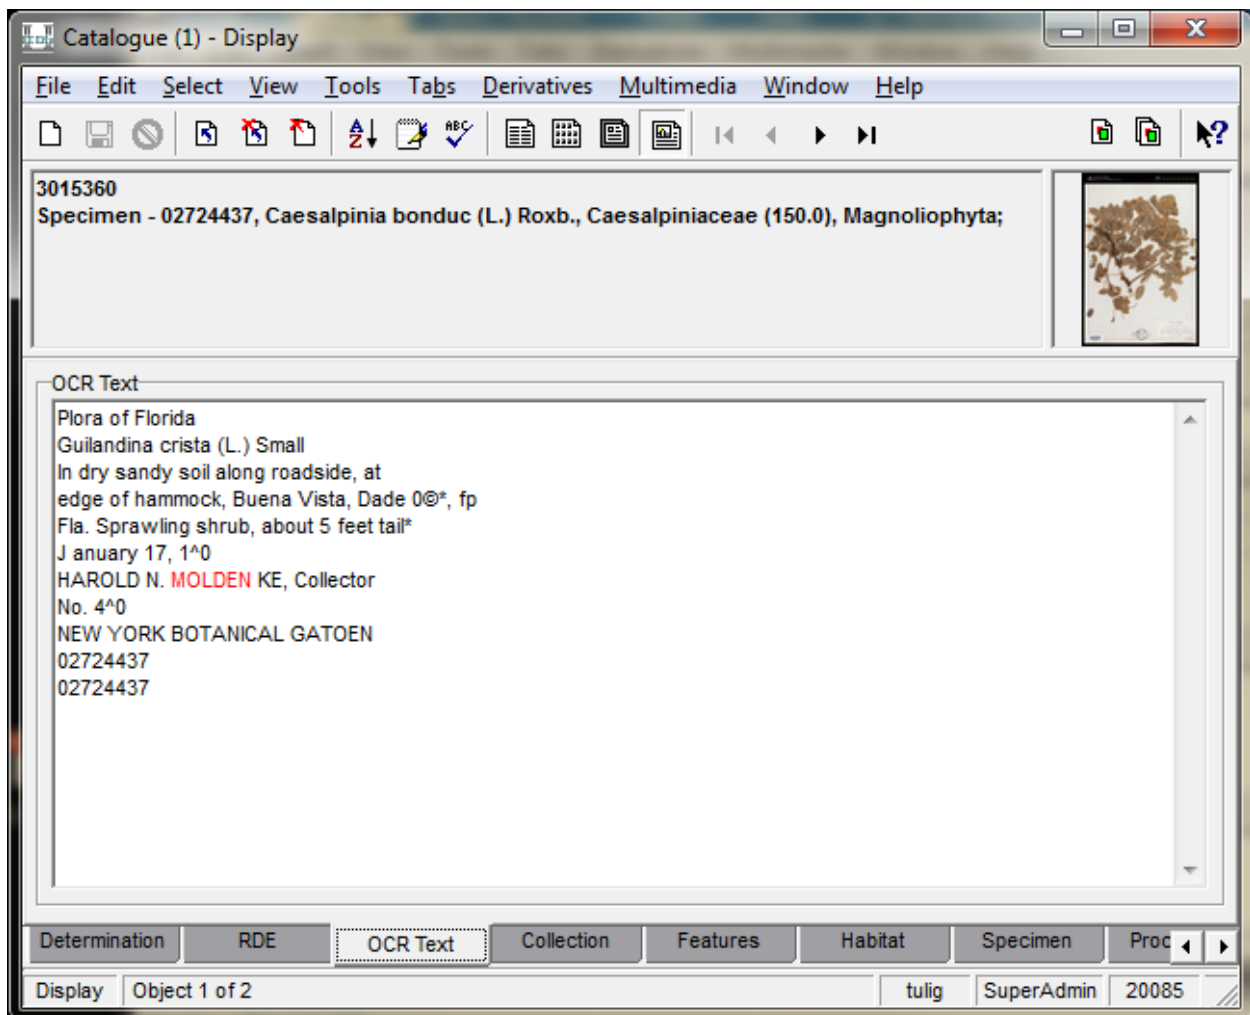 Catalogue (1) - Display
File Edit Select View Tools Tabs Derivatives Multimedia Window Help
3015360
Specimen - 02724437, Caesalpinia bonduc (L.) Roxb., Caesalpiniaceae (150.0), Magnoliophyta;
OCR Text
Plora of Florida
Guilandina crista (L.) Small
In dry sandy soil along roadside, at
edge of hammock, Buena Vista, Dade 0©*, fp
Fla. Sprawling shrub, about 5 feet tail*
J anuary 17, 1^0
HAROLD N. MOLDEN KE, Collector
No. 4^0
NEW YORK BOTANICAL GATOEN
02724437
02724437
Determination RDE OCR Text Collection Features Habitat Specimen Proc
Display Object 1 of 2 tulig SuperAdmin 20085